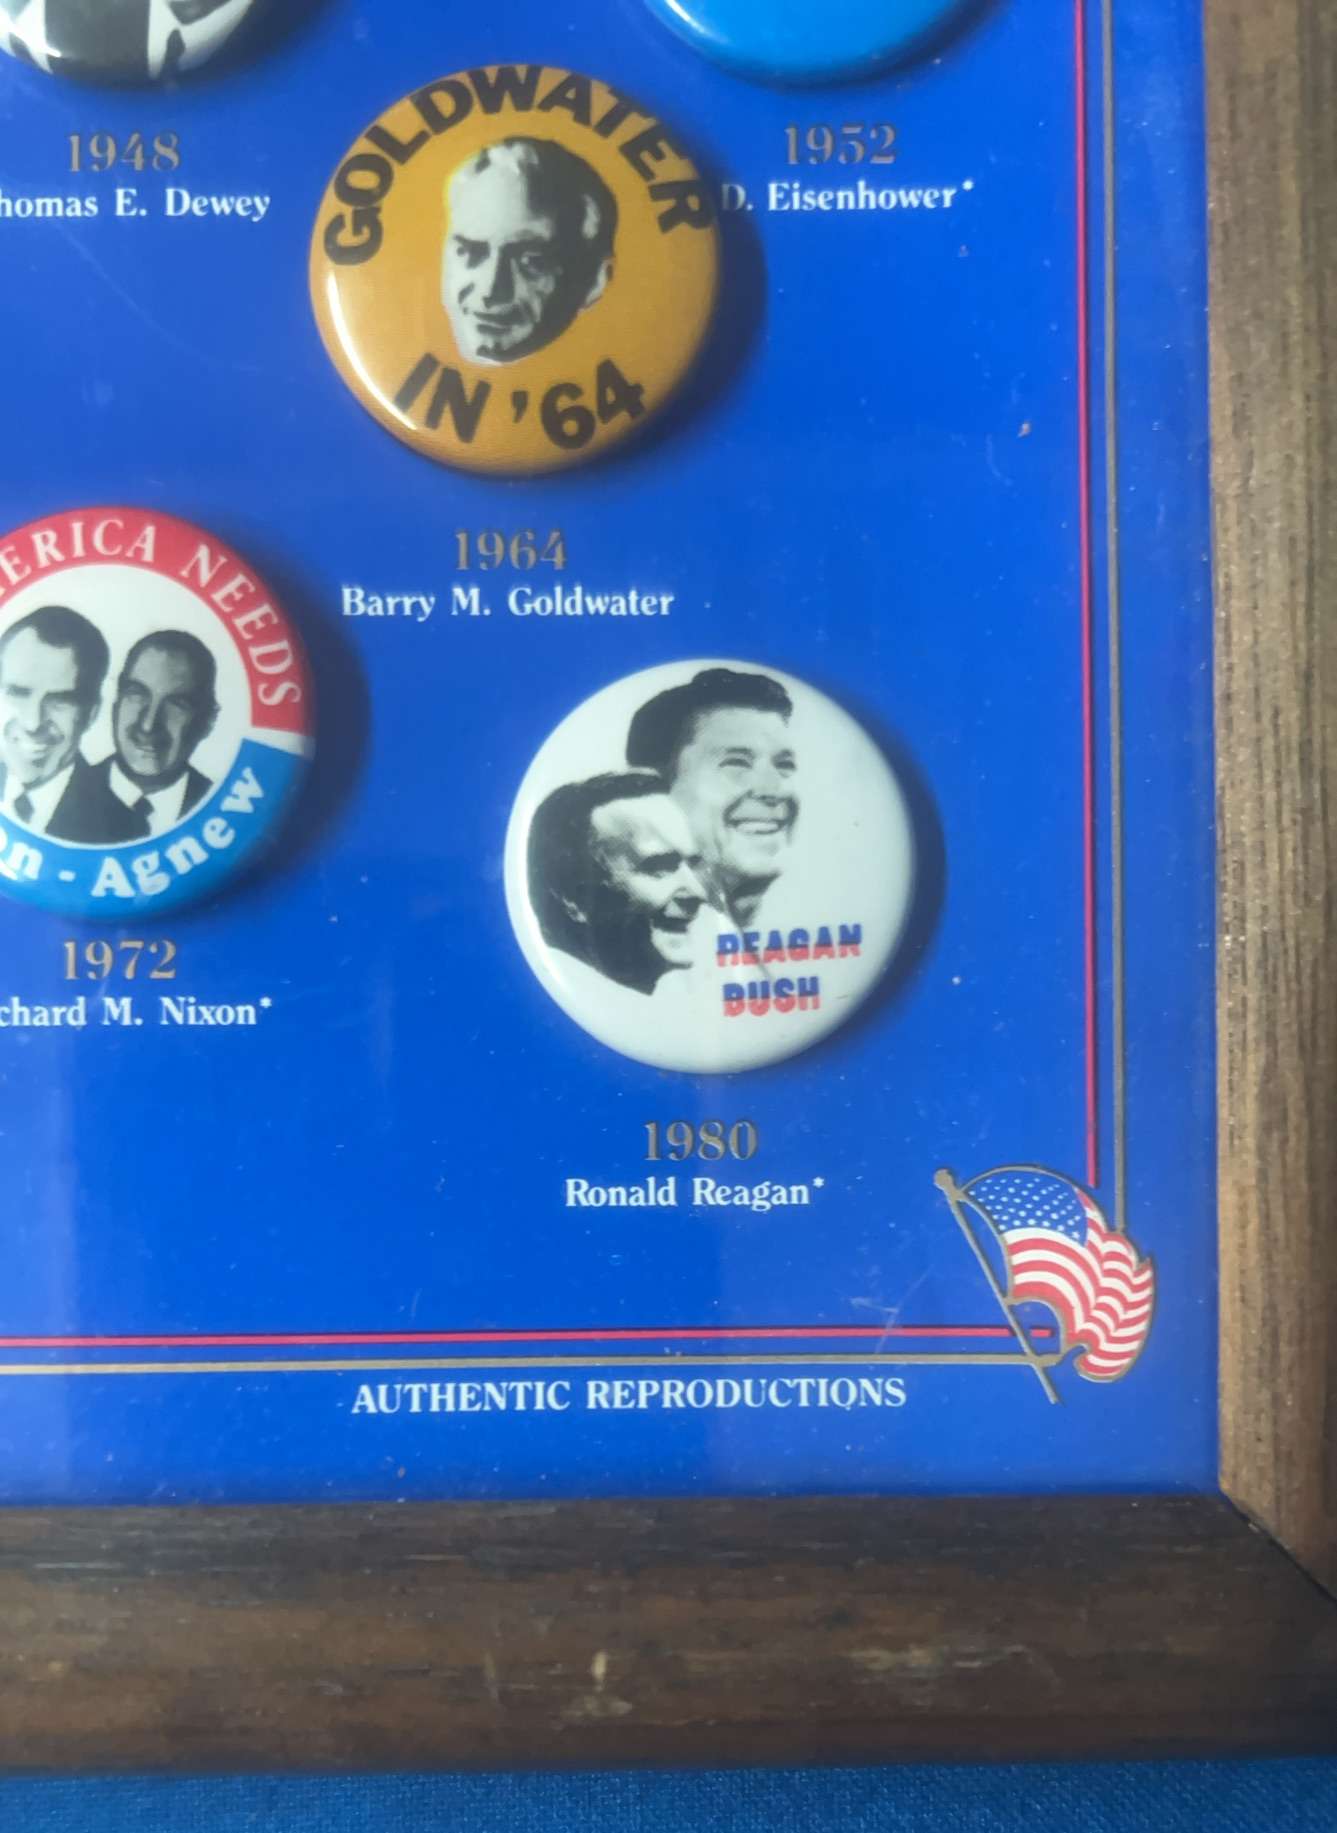 1948
homas E. Dewey
1952
D. Eisenhower*
GOLDWATER
IN '64
1964
Barry M. Goldwater
ERICA NEEDS
n - Agnew
1972
chard M. Nixon*
REAGAN
BUSH
1980
Ronald Reagan*
AUTHENTIC REPRODUCTIONS